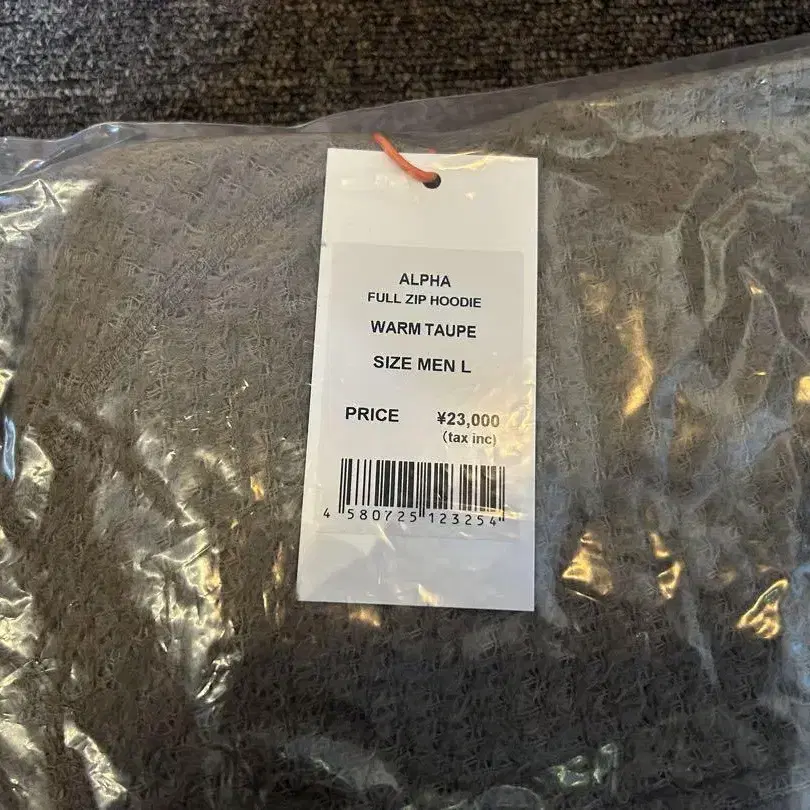 ALPHA
FULL ZIP HOODIE
WARM TAUPE
SIZE MEN L
PRICE ¥23,000
(tax inc)
4 580725 123254